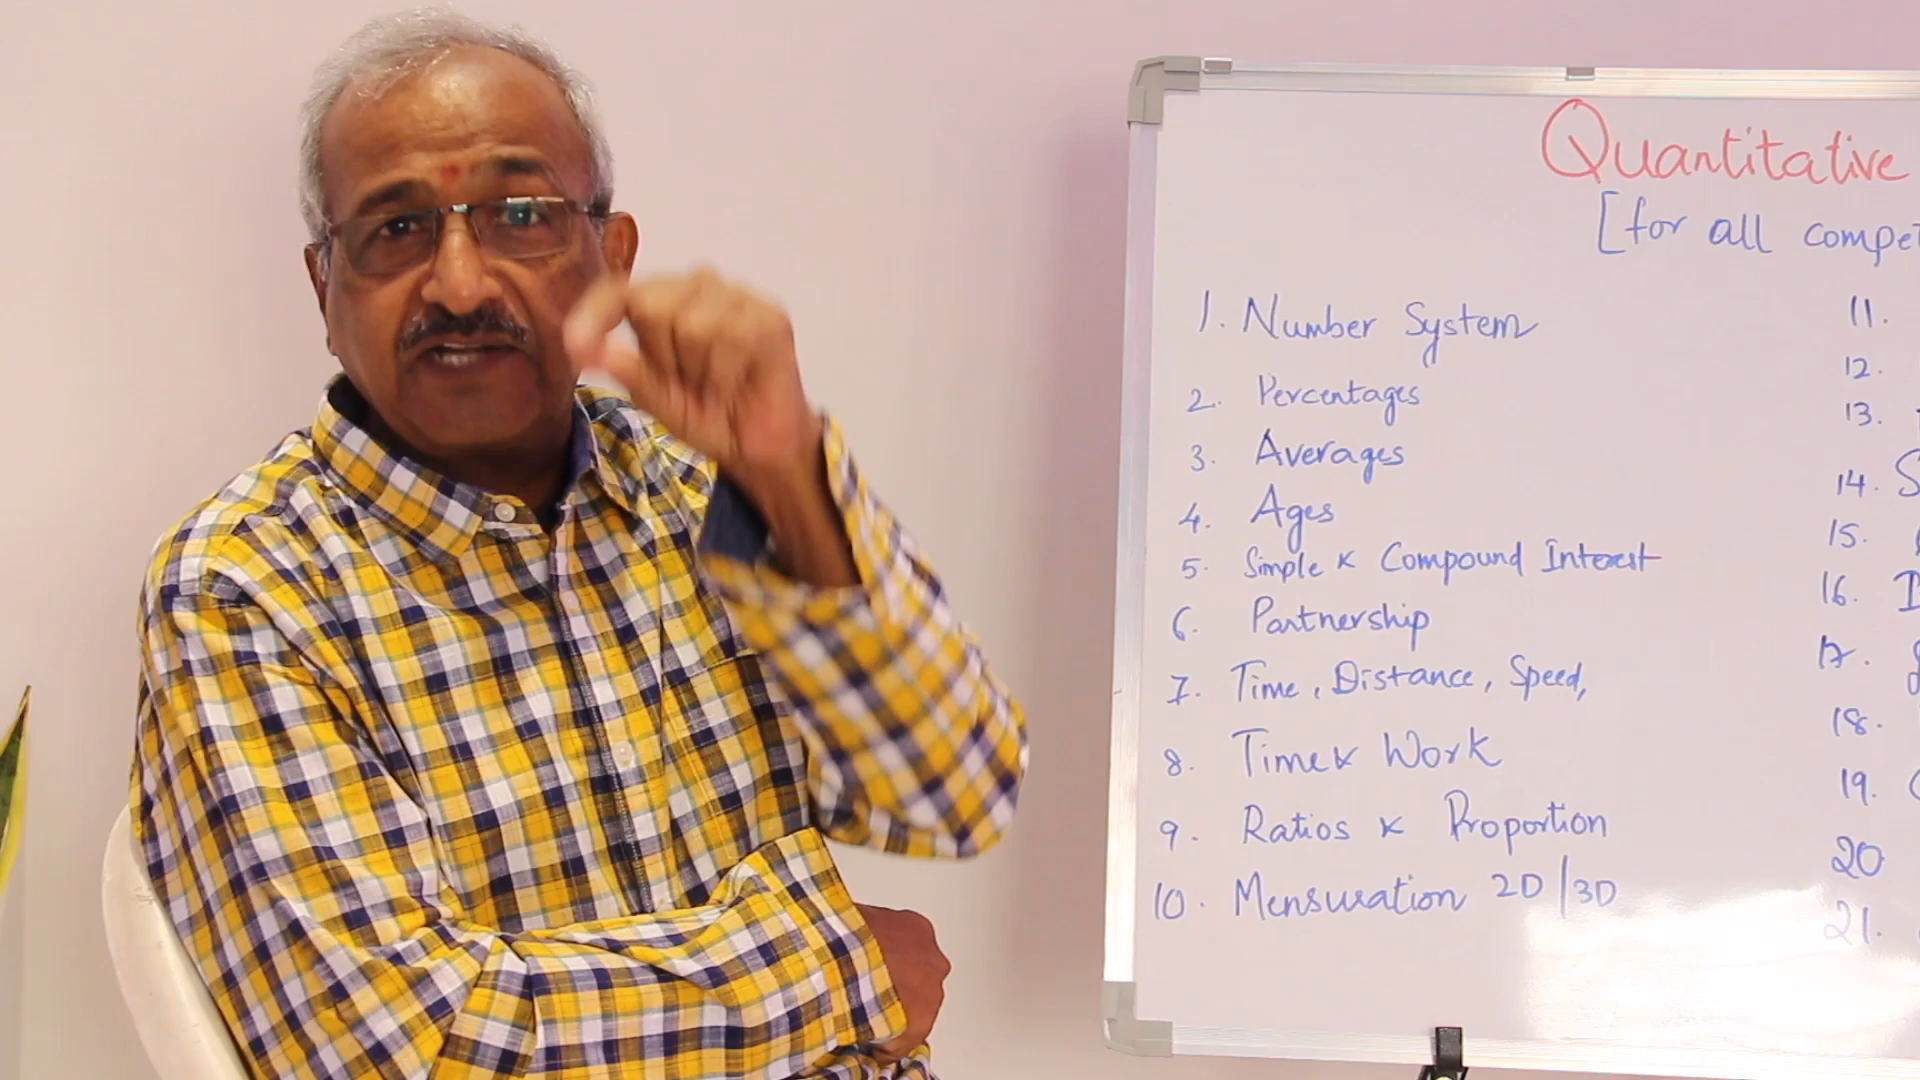 Quantitative
[for all compet
1. Number System
2. Percentages
3. Averages
4. Ages
5. Simple & Compound Interest
6. Partnership
7. Time, Distance, Speed,
8. Time & Work
9. Ratios & Proportion
10. Mensuration 2D/3D
11.
12.
13.
14. S
15.
16. I
17.
18.
19.
20
21.